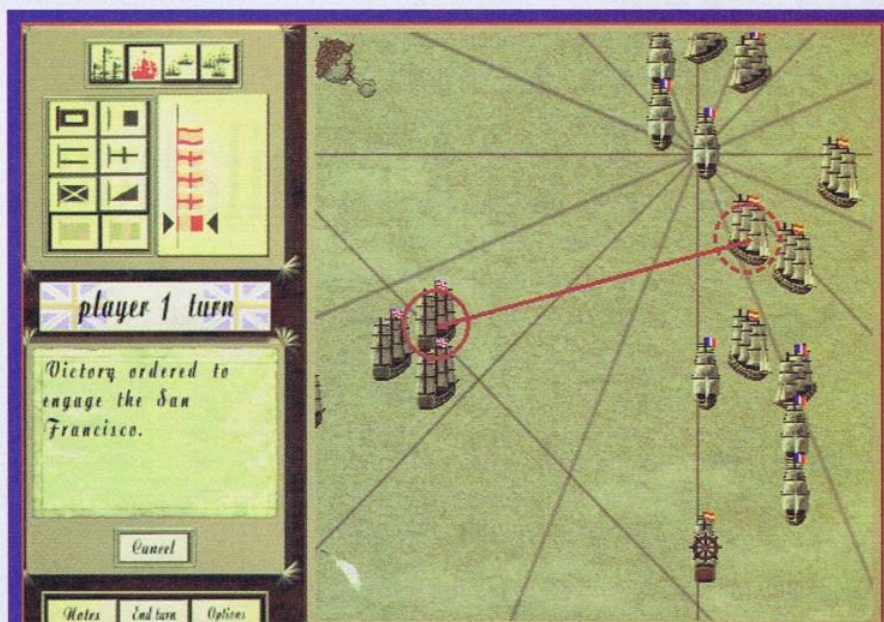 player 1 turn
Victory ordered to
engage the San
Francisco.
Cancel
Notes End turn Options